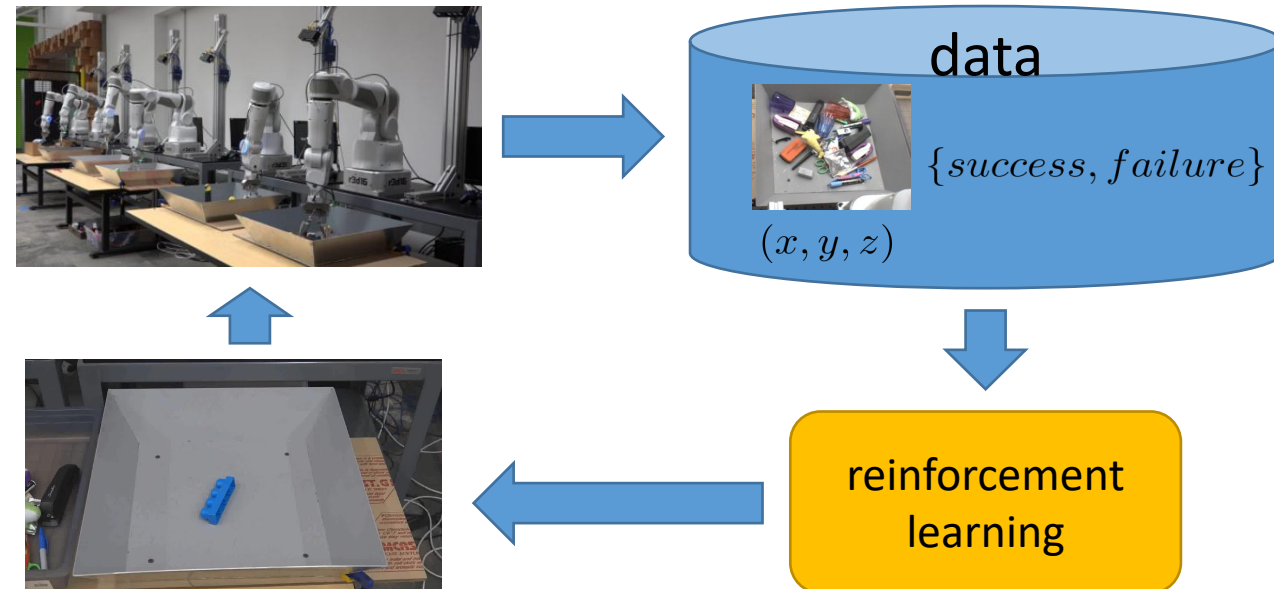 data
{success, failure}
(x, y, z)
reinforcement
learning